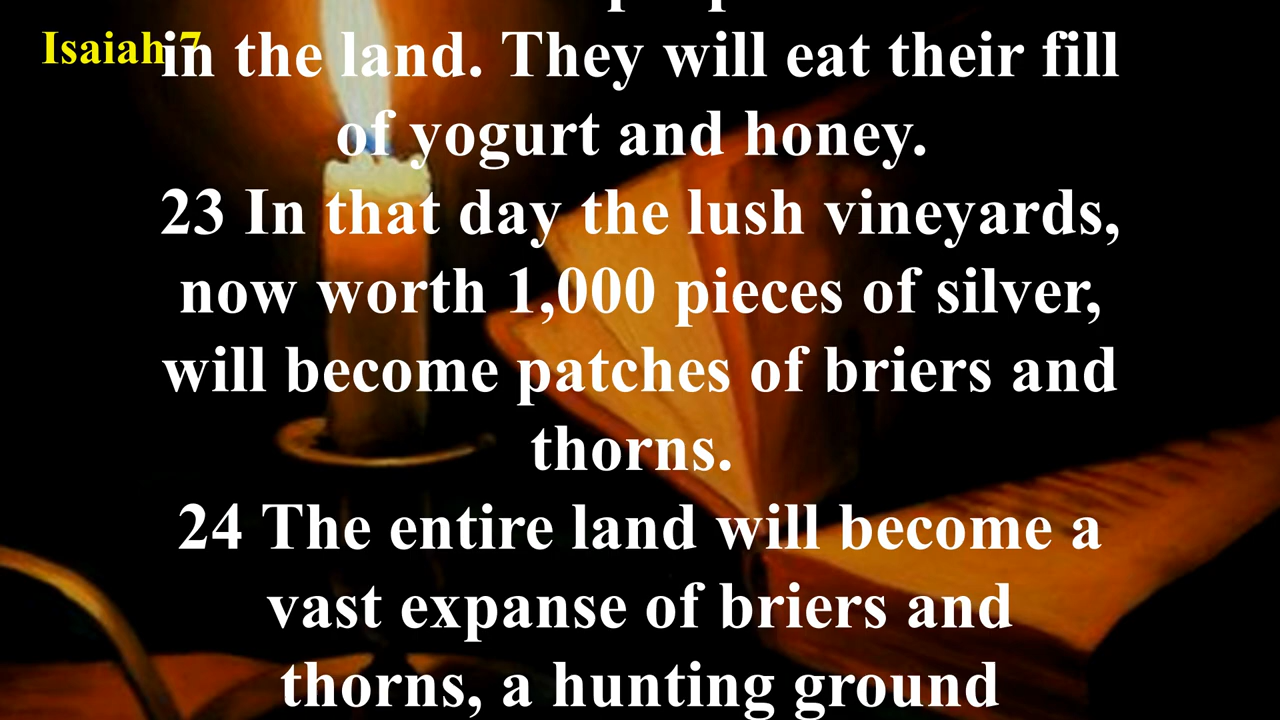 Isaiah 7
in the land. They will eat their fill
of yogurt and honey.
23 In that day the lush vineyards,
now worth 1,000 pieces of silver,
will become patches of briers and
thorns.
24 The entire land will become a
vast expanse of briers and
thorns, a hunting ground